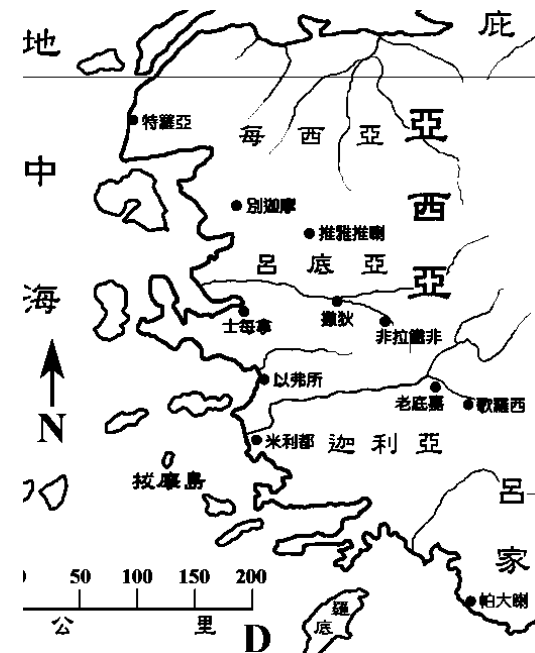 地中海
庇
特羅亞
每西亞
亞西亞
別迦摩
推雅推喇
呂底亞
士每拿
撒狄
非拉鐵非
以弗所
老底嘉
歌羅西
N
米利都
迦利亞
拔摩島
呂家
帕大喇
羅底
50 100 150 200
公里
D